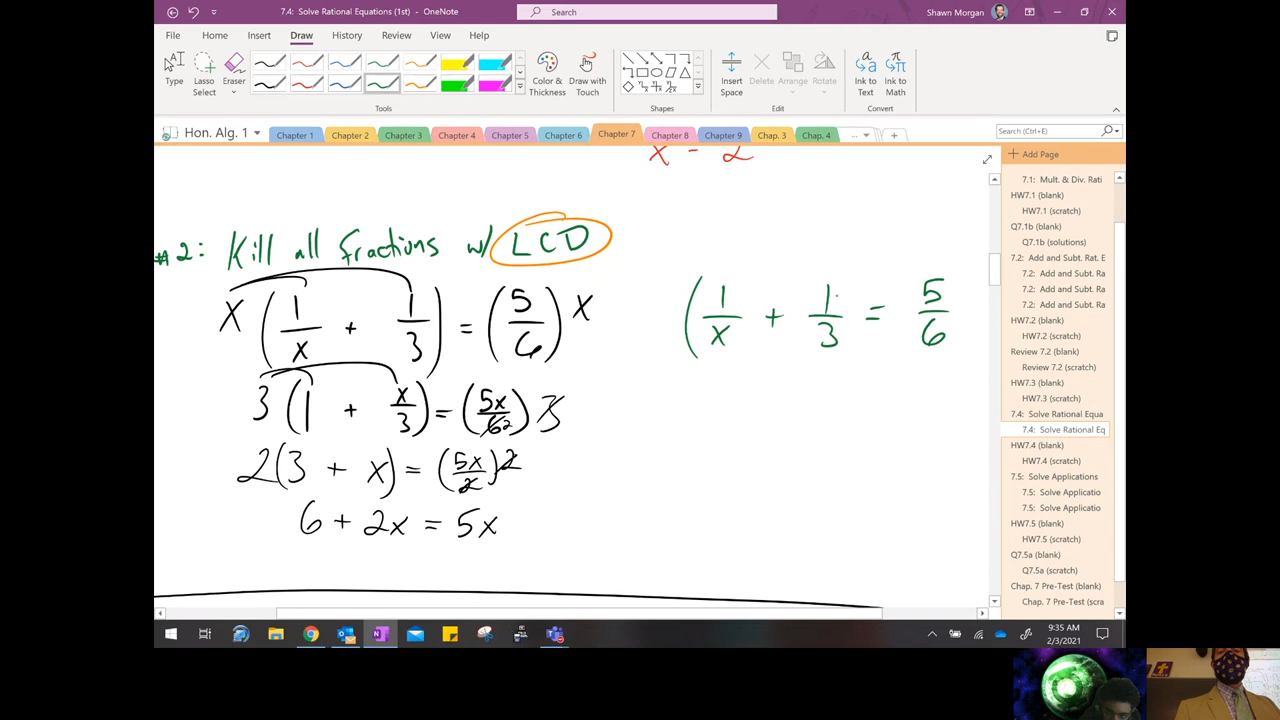 7.4: Solve Rational Equations (1st) - OneNote
Search
Shawn Morgan
File Home Insert Draw History Review View Help
Type
Lasso Select
Eraser
Color & Thickness
Draw with Touch
Shapes
Insert Space
Delete
Arrange
Rotate
Ink to Text
Ink to Math
Tools
Edit
Convert
Hon. Alg. 1
Chapter 1 Chapter 2 Chapter 3 Chapter 4 Chapter 5 Chapter 6 Chapter 7 Chapter 8 Chapter 9 Chap. 3 Chap. 4 ...
Search (Ctrl+E)
x = 2
#2: Kill all fractions w/ LCD
x (1/x + 1/3) = (5/6) x
3 (1 + x/3) = (5x/6 2) 3
2 (3 + x) = (5x/2) 2
6 + 2x = 5x
(1/x + 1/3 = 5/6
Add Page
7.1: Mult. & Div. Rati
HW7.1 (blank)
HW7.1 (scratch)
Q7.1b (blank)
Q7.1b (solutions)
7.2: Add and Subt. Rat. E
7.2: Add and Subt. Ra
7.2: Add and Subt. Ra
7.2: Add and Subt. Ra
HW7.2 (blank)
HW7.2 (scratch)
Review 7.2 (blank)
Review 7.2 (scratch)
HW7.3 (blank)
HW7.3 (scratch)
7.4: Solve Rational Equa
7.4: Solve Rational Eq
HW7.4 (blank)
HW7.4 (scratch)
7.5: Solve Applications
7.5: Solve Applicatio
7.5: Solve Applicatio
HW7.5 (blank)
HW7.5 (scratch)
Q7.5a (blank)
Q7.5a (scratch)
Chap. 7 Pre-Test (blank)
Chap. 7 Pre-Test (scra
9:35 AM
2/3/2021